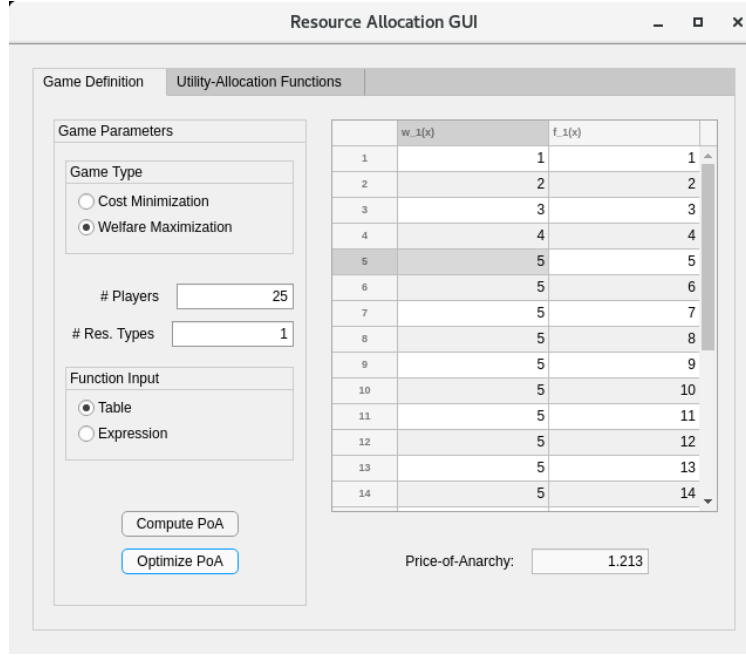 Resource Allocation GUI
Game Definition Utility-Allocation Functions
Game Parameters
Game Type
Cost Minimization
Welfare Maximization
# Players 25
# Res. Types 1
Function Input
Table
Expression
Compute PoA
Optimize PoA
w_1(x) f_1(x)
1 1 1
2 2 2
3 3 3
4 4 4
5 5 5
6 5 6
7 5 7
8 5 8
9 5 9
10 5 10
11 5 11
12 5 12
13 5 13
14 5 14
Price-of-Anarchy: 1.213